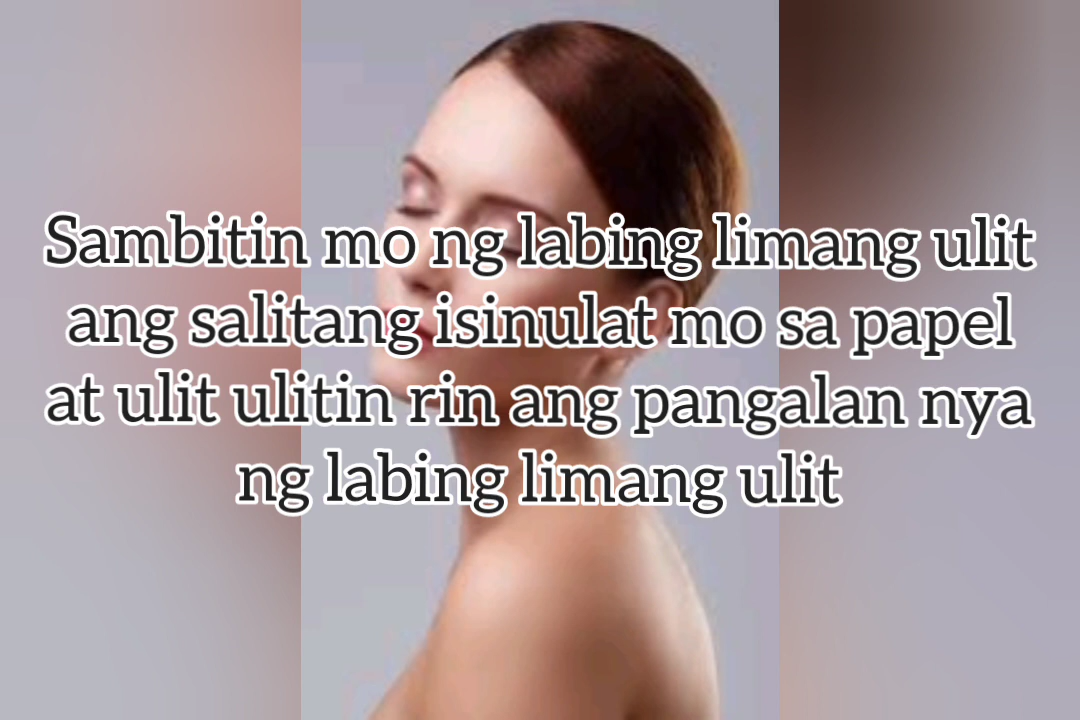 Sambitin mo ng labing limang ulit
ang salitang isinulat mo sa papel
at ulit ulitin rin ang pangalan nya
ng labing limang ulit